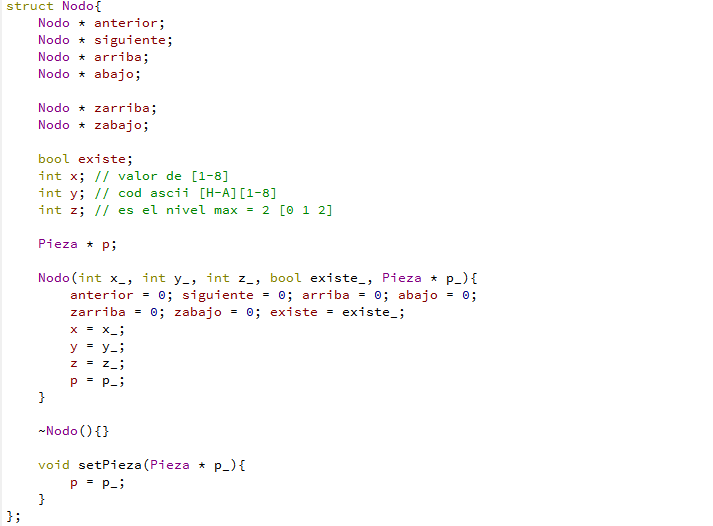 struct Nodo{
    Nodo * anterior;
    Nodo * siguiente;
    Nodo * arriba;
    Nodo * abajo;

    Nodo * zarriba;
    Nodo * zabajo;

    bool existe;
    int x; // valor de [1-8]
    int y; // cod ascii [H-A][1-8]
    int z; // es el nivel max = 2 [0 1 2]

    Pieza * p;

    Nodo(int x_, int y_, int z_, bool existe_, Pieza * p_){
        anterior = 0; siguiente = 0; arriba = 0; abajo = 0;
        zarriba = 0; zabajo = 0; existe = existe_;
        x = x_;
        y = y_;
        z = z_;
        p = p_;
    }

    ~Nodo(){}

    void setPieza(Pieza * p_){
        p = p_;
    }
};